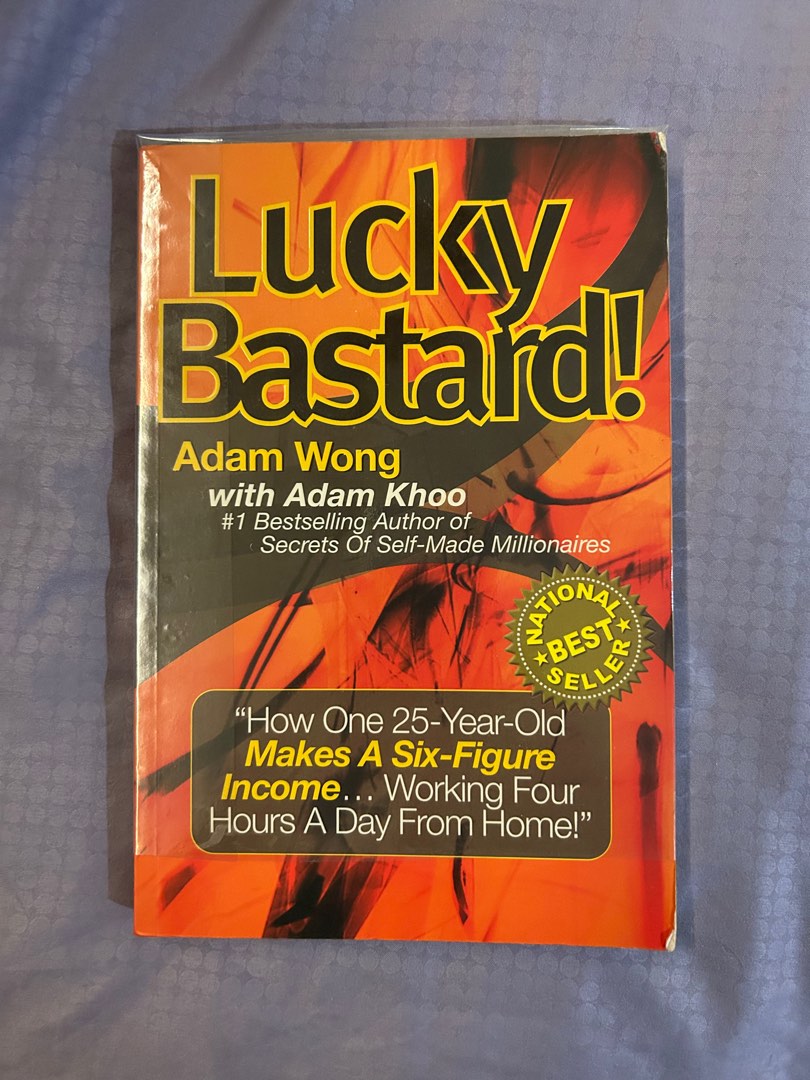 Lucky
Bastard!
Adam Wong
with Adam Khoo
#1 Bestselling Author of
Secrets Of Self-Made Millionaires
NATIONAL
BEST
SELLER
“How One 25-Year-Old
Makes A Six-Figure
Income... Working Four
Hours A Day From Home!”